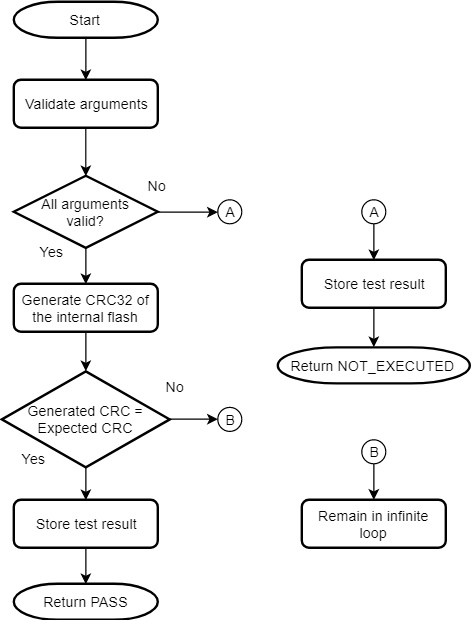 Start
Validate arguments
All arguments
valid?
No
A
Yes
Generate CRC32 of
the internal flash
Generated CRC =
Expected CRC
No
B
Yes
Store test result
Return PASS
A
Store test result
Return NOT_EXECUTED
B
Remain in infinite
loop